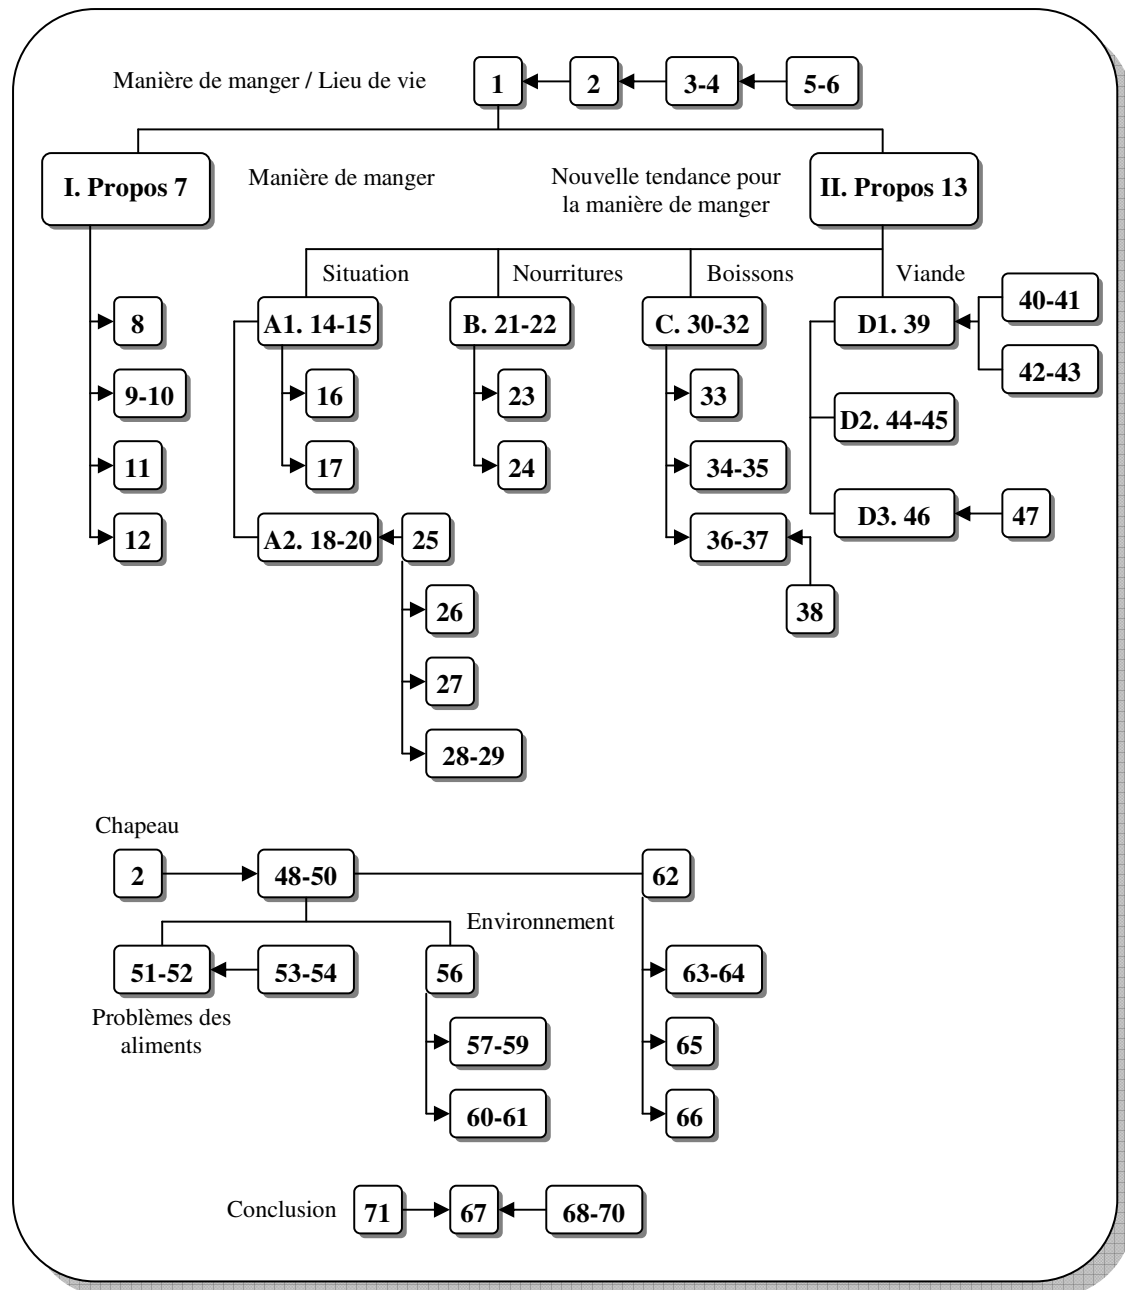 Manière de manger / Lieu de vie
1
2
3-4
5-6
I. Propos 7
Manière de manger
Nouvelle tendance pour
la manière de manger
II. Propos 13
Situation
Nourritures
Boissons
Viande
8
A1. 14-15
B. 21-22
C. 30-32
D1. 39
40-41
42-43
9-10
16
23
33
D2. 44-45
11
17
24
34-35
12
A2. 18-20
25
36-37
D3. 46
47
26
38
27
28-29
Chapeau
2
48-50
62
Environnement
51-52
53-54
56
63-64
Problèmes des
aliments
57-59
65
60-61
66
Conclusion
71
67
68-70